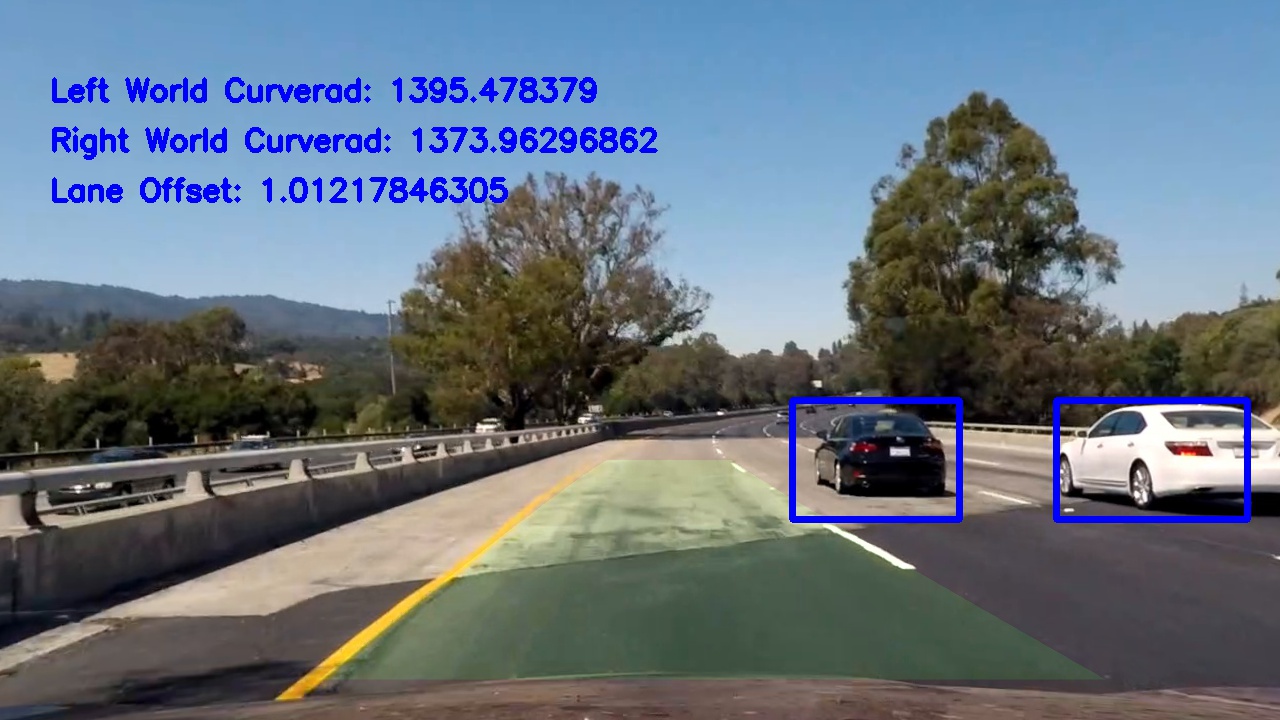 Left World Curverad: 1395.478379
Right World Curverad: 1373.96296862
Lane Offset: 1.01217846305